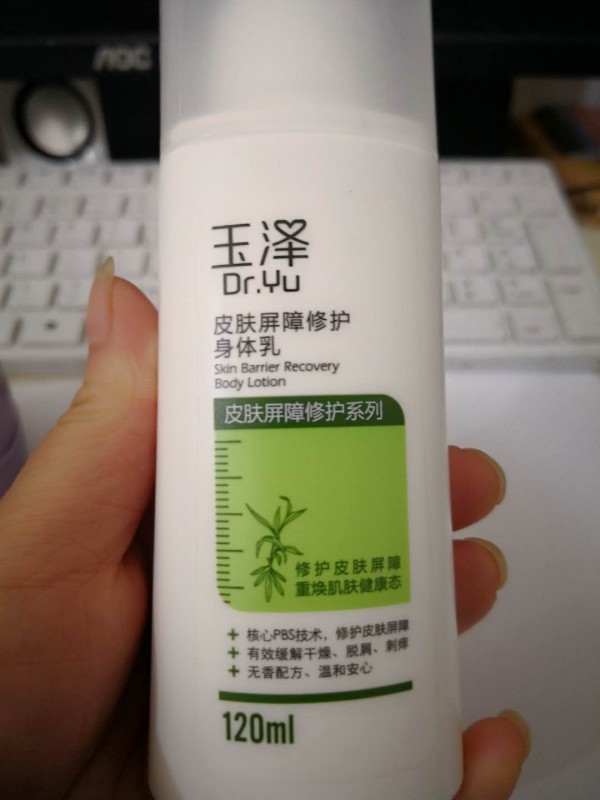 AOC
玉泽
Dr.Yu
皮肤屏障修护
身体乳
Skin Barrier Recovery
Body Lotion
皮肤屏障修护系列
修护皮肤屏障
重焕肌肤健康态
+ 核心PBS技术，修护皮肤屏障
+ 有效缓解干燥、脱屑、刺痒
+ 无香配方、温和安心
120ml